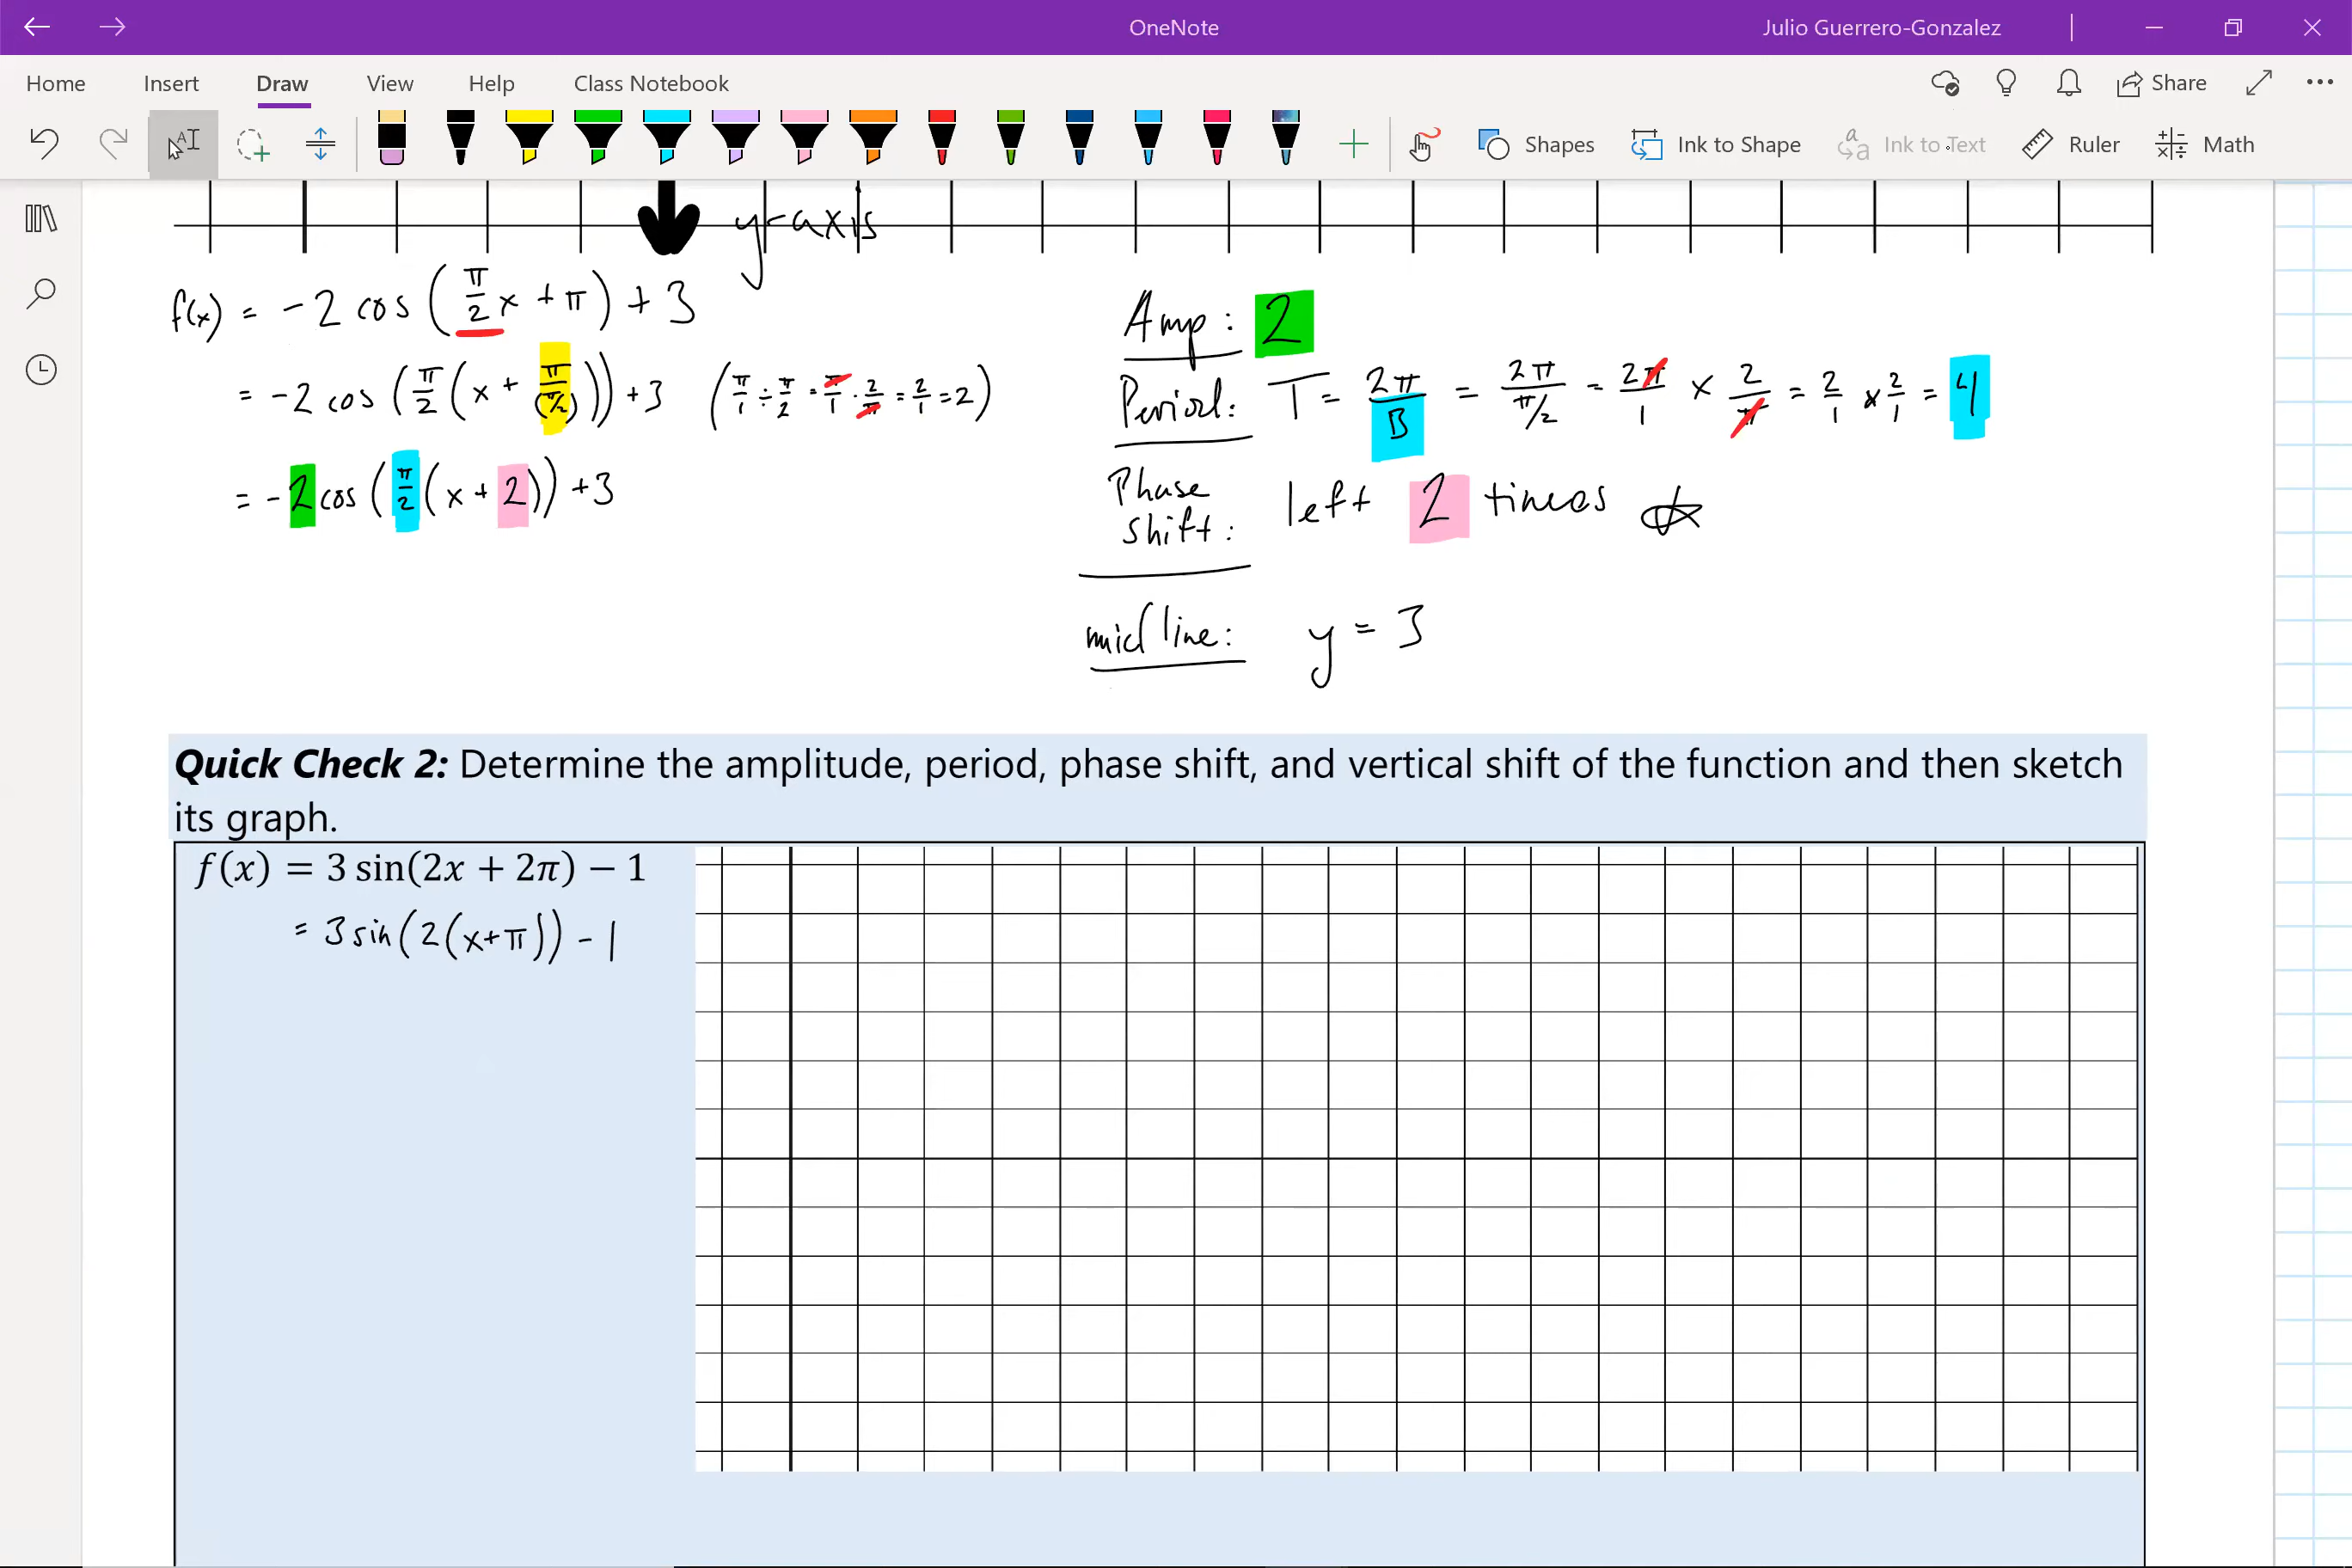 OneNote
Julio Guerrero-Gonzalez
Home Insert Draw View Help Class Notebook Share
Shapes Ink to Shape Ink to Text Ruler Math
y-axis
f(x) = -2 cos (π/2 x + π) + 3
= -2 cos (π/2 (x + π/(π/2))) + 3 (π/1 ÷ π/2 = π/1 · 2/π = 2/1 = 2)
= -2 cos (π/2 (x + 2)) + 3
Amp: 2
Period: T = 2π/B = 2π/π/2 = 2π/1 × 2/π = 2/1 × 2/1 = 4
Phase shift: left 2 times
midline: y = 3
Quick Check 2: Determine the amplitude, period, phase shift, and vertical shift of the function and then sketch
its graph.
f(x) = 3 sin(2x + 2π) − 1
= 3 sin (2(x+π)) - 1